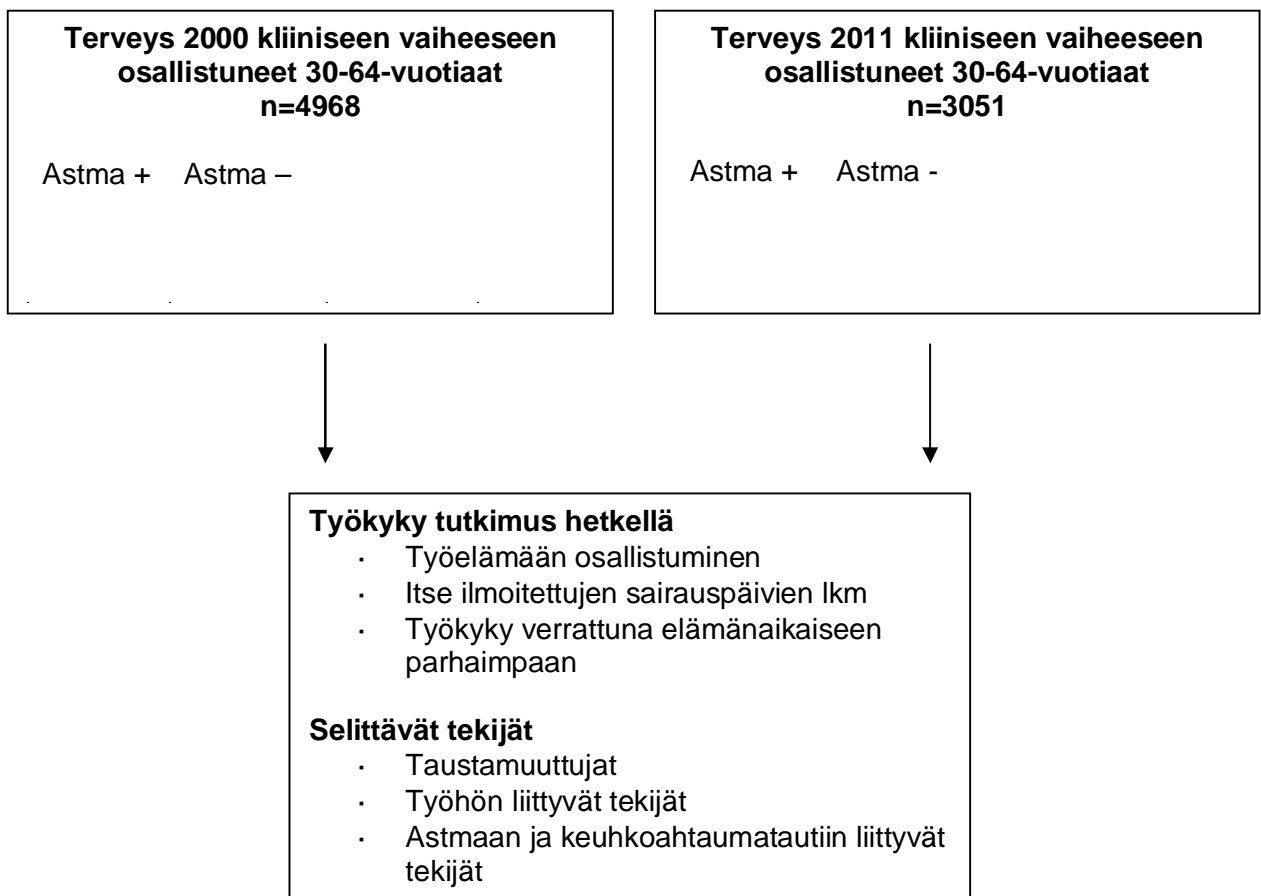 Terveys 2000 kliiniseen vaiheeseen
osallistuneet 30-64-vuotiaat
n=4968
Astma + Astma –
Terveys 2011 kliiniseen vaiheeseen
osallistuneet 30-64-vuotiaat
n=3051
Astma + Astma -
Työkyky tutkimus hetkellä
· Työelämään osallistuminen
· Itse ilmoitettujen sairauspäivien lkm
· Työkyky verrattuna elämänaikaiseen
parhaimpaan
Selittävät tekijät
· Taustamuuttujat
· Työhön liittyvät tekijät
· Astmaan ja keuhkoahtaumatautiin liittyvät
tekijät